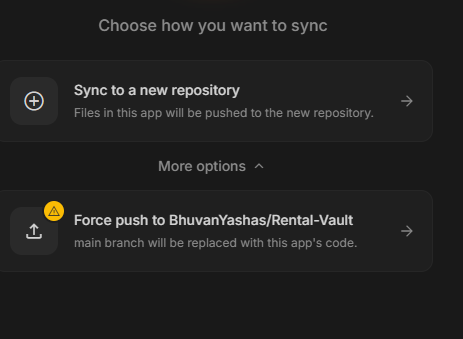 Choose how you want to sync
Sync to a new repository
Files in this app will be pushed to the new repository.
More options
Force push to BhuvanYashas/Rental-Vault
main branch will be replaced with this app's code.